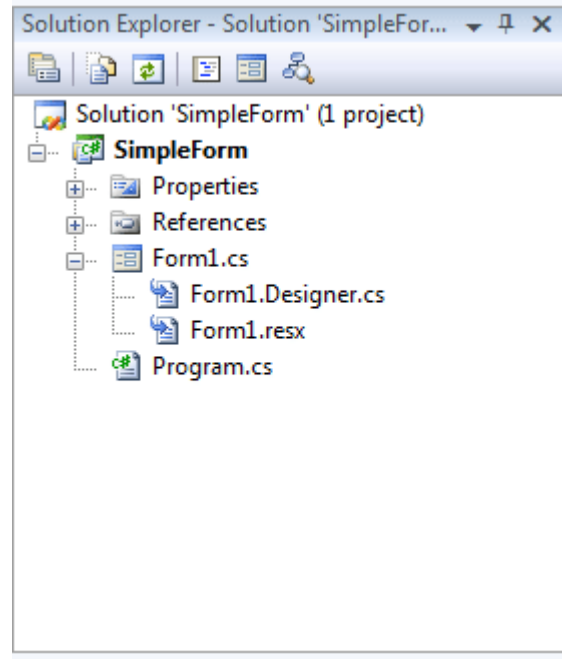 Solution Explorer - Solution 'SimpleFor...
Solution 'SimpleForm' (1 project)
C# SimpleForm
Properties
References
Form1.cs
Form1.Designer.cs
Form1.resx
C# Program.cs